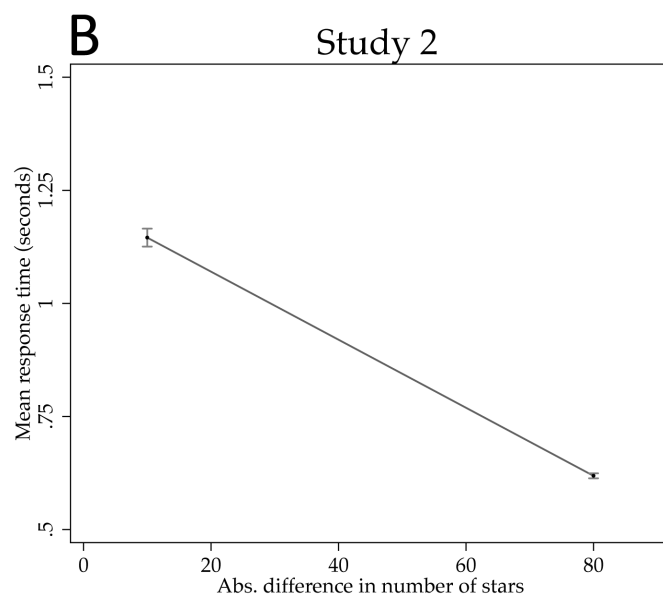 B
Study 2
1.5
1.25
1
.75
.5
Mean response time (seconds)
0 20 40 60 80
Abs. difference in number of stars